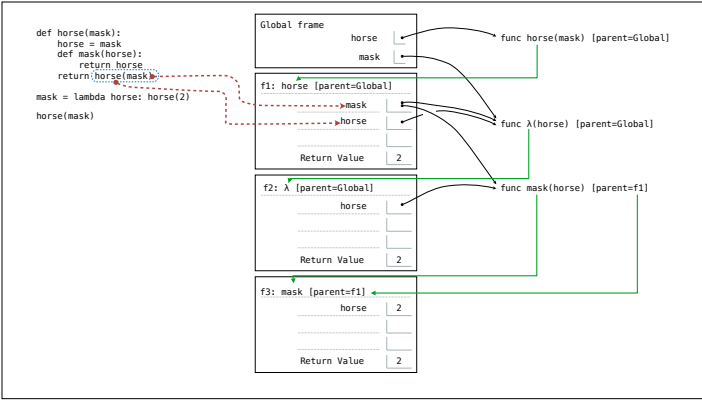 def horse(mask):
    horse = mask
    def mask(horse):
        return horse
    return horse(mask)
mask = lambda horse: horse(2)
horse(mask)
Global frame
horse
mask
func horse(mask) [parent=Global]
f1: horse [parent=Global]
mask
horse
Return Value 2
func λ(horse) [parent=Global]
f2: λ [parent=Global]
horse
Return Value 2
func mask(horse) [parent=f1]
f3: mask [parent=f1]
horse 2
Return Value 2